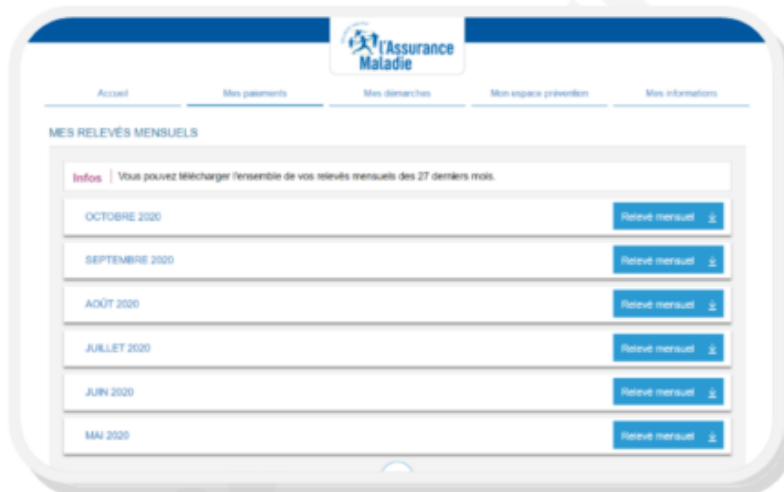 l'Assurance
Maladie
Accueil Mes paiements Mes démarches Mon espace prévention Mes informations
MES RELEVÉS MENSUELS
Infos Vous pouvez télécharger l'ensemble de vos relevés mensuels des 27 derniers mois.
OCTOBRE 2020 Relevé mensuel
SEPTEMBRE 2020 Relevé mensuel
AOÛT 2020 Relevé mensuel
JUILLET 2020 Relevé mensuel
JUIN 2020 Relevé mensuel
MAI 2020 Relevé mensuel